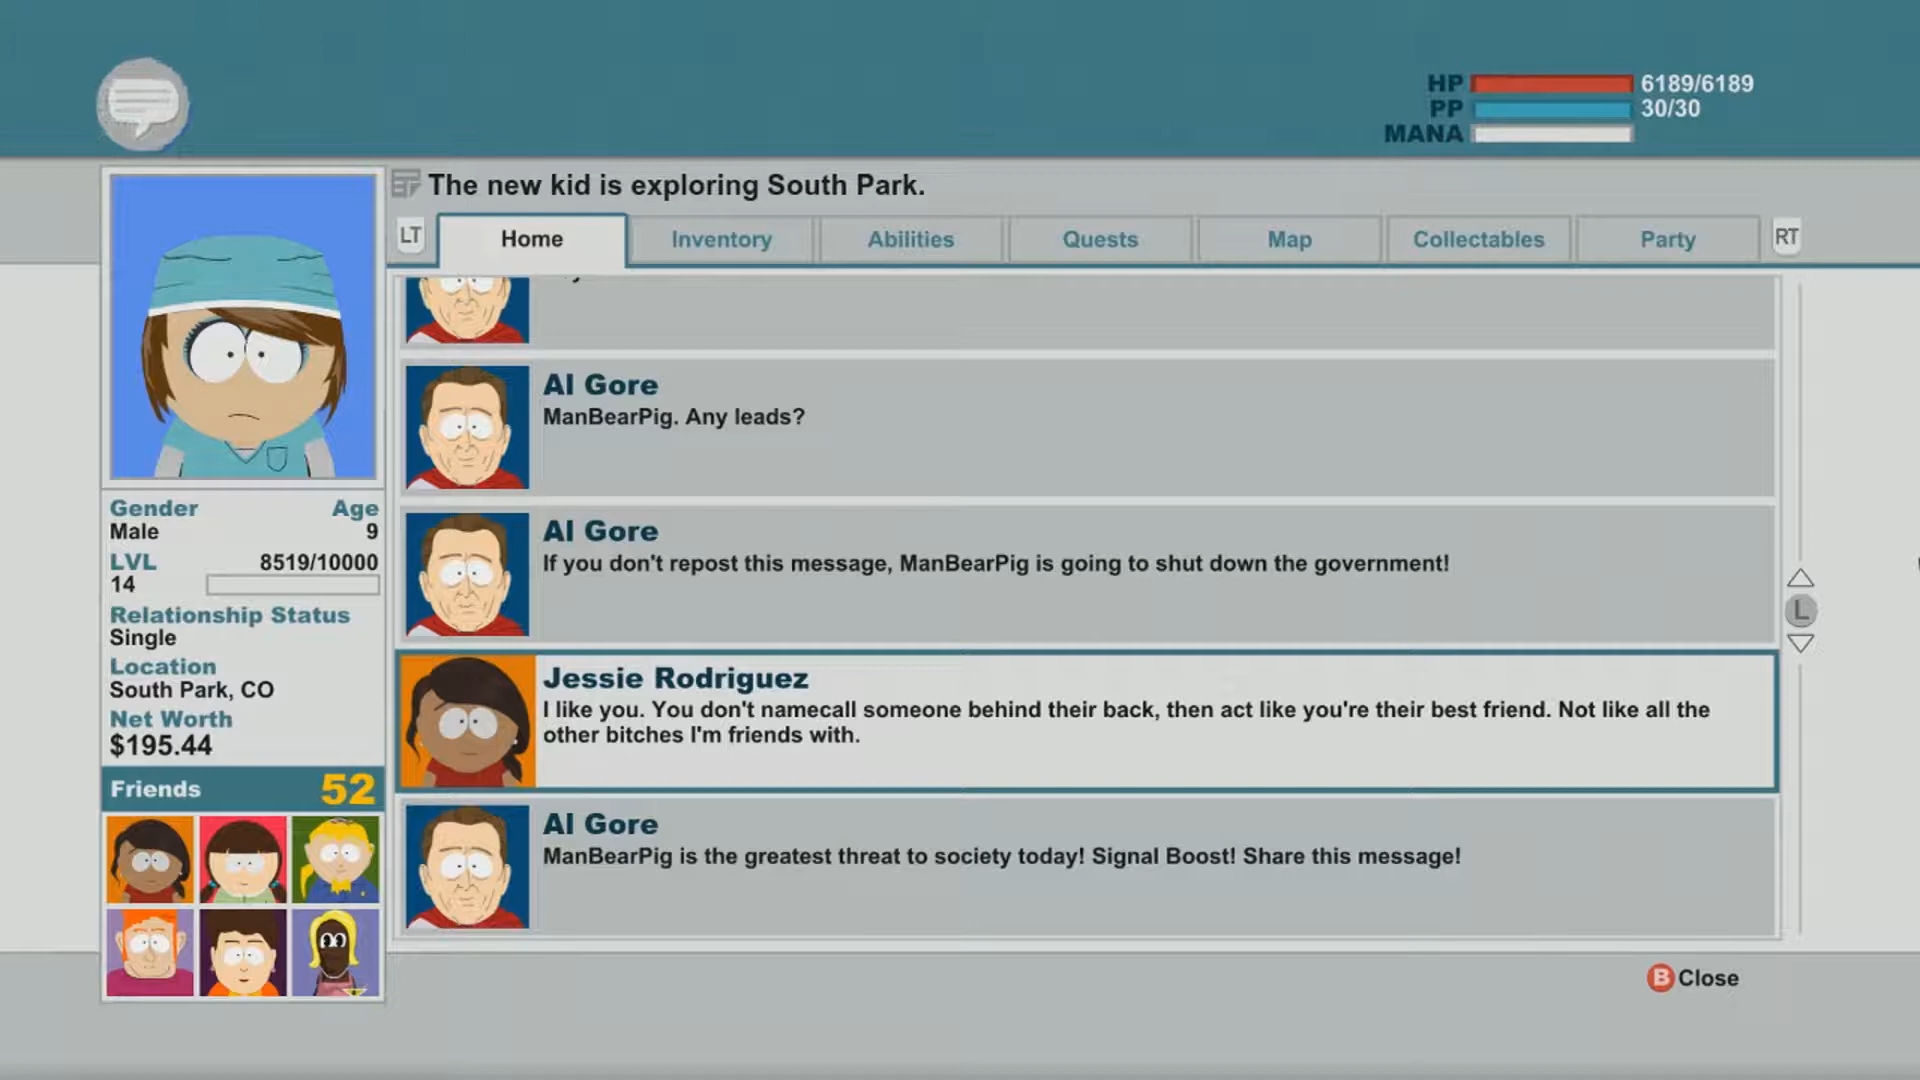 HP 6189/6189
PP 30/30
MANA
The new kid is exploring South Park.
LT Home Inventory Abilities Quests Map Collectables Party RT
Gender Age
Male 9
LVL 8519/10000
14
Relationship Status
Single
Location
South Park, CO
Net Worth
$195.44
Friends 52
Al Gore
ManBearPig. Any leads?
Al Gore
If you don't repost this message, ManBearPig is going to shut down the government!
Jessie Rodriguez
I like you. You don't namecall someone behind their back, then act like you're their best friend. Not like all the
other bitches I'm friends with.
Al Gore
ManBearPig is the greatest threat to society today! Signal Boost! Share this message!
L
B Close